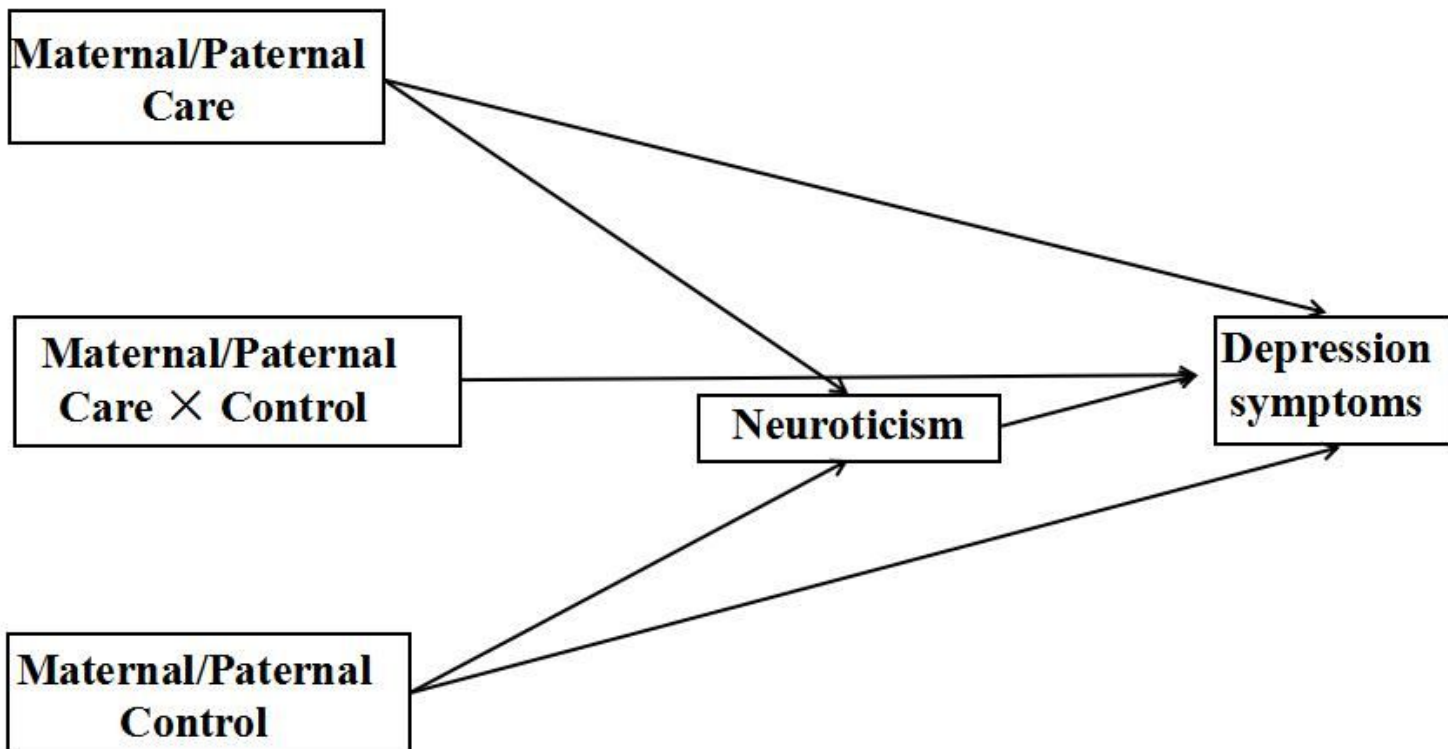 Maternal/Paternal
Care
Maternal/Paternal
Care × Control
Neuroticism
Depression
symptoms
Maternal/Paternal
Control